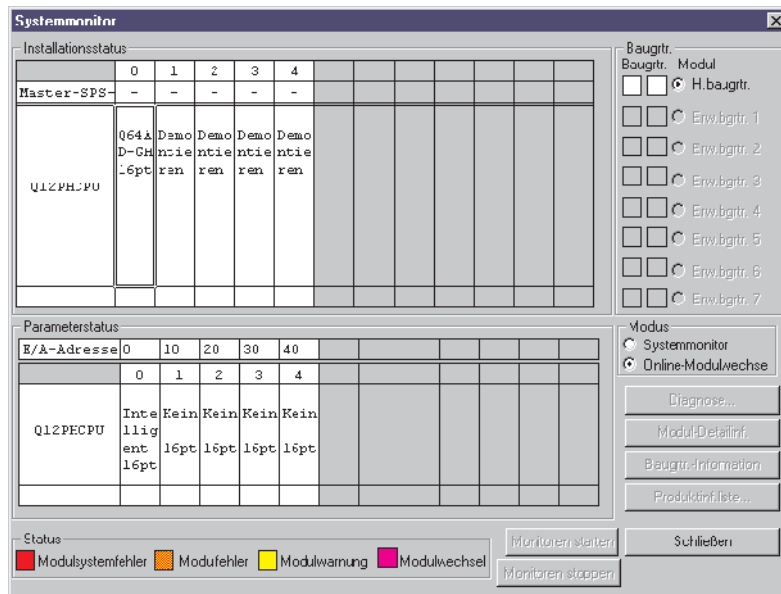 Systemmonitor
Installationsstatus
0 1 2 3 4
Master-SPS- - - - - -
Q12PHCPU
Q64A Demo Demo Demo Demo
D-GH ntie ntie ntie ntie
16pt ren ren ren ren
Baugrtr.
Baugrtr. Modul
H.baugrtr.
Erw.bgrtr. 1
Erw.bgrtr. 2
Erw.bgrtr. 3
Erw.bgrtr. 4
Erw.bgrtr. 5
Erw.bgrtr. 6
Erw.bgrtr. 7
Parameterstatus
E/A-Adresse 0 10 20 30 40
0 1 2 3 4
Q12PHCPU
Inte Kein Kein Kein Kein
llig
ent 16pt 16pt 16pt 16pt
16pt
Modus
Systemmonitor
Online-Modulwechse
Diagnose...
Modul-Detailinf.
Baugrtr.-Information
Produktinf.liste...
Status
Modulsystemfehler Modufehler Modulwarnung Modulwechsel
Monitoren starten
Monitoren stoppen
Schließen